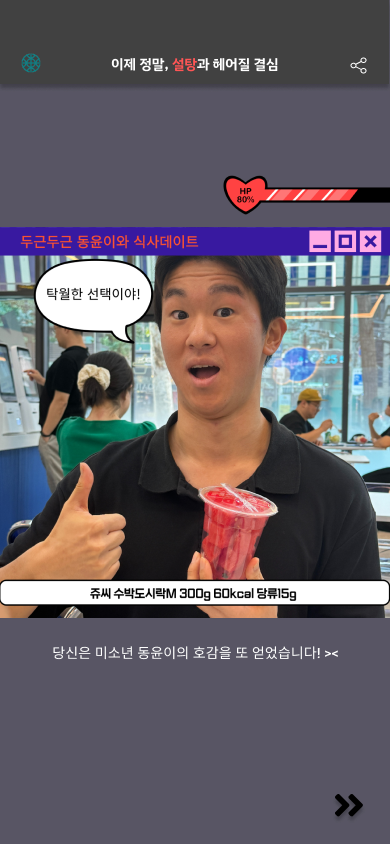 이제 정말, 설탕과 헤어질 결심
HP
80%
두근두근 동윤이와 식사데이트
탁월한 선택이야!
쥬씨 수박도시락M 300g 60kcal 당류15g
당신은 미소년 동윤이의 호감을 또 얻었습니다! ><